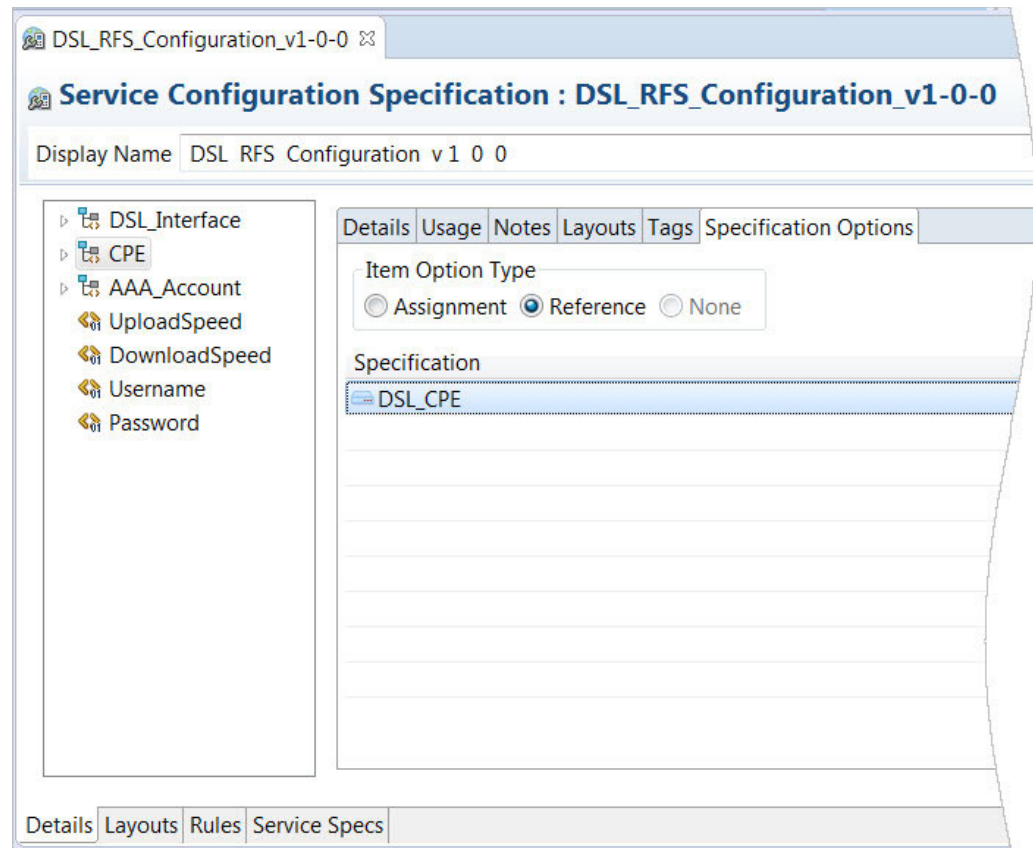 DSL_RFS_Configuration_v1-0-0
Service Configuration Specification : DSL_RFS_Configuration_v1-0-0
Display Name DSL RFS Configuration v 1 0 0
DSL_Interface
CPE
AAA_Account
UploadSpeed
DownloadSpeed
Username
Password
Details Usage Notes Layouts Tags Specification Options
Item Option Type
Assignment Reference None
Specification
DSL_CPE
Details Layouts Rules Service Specs